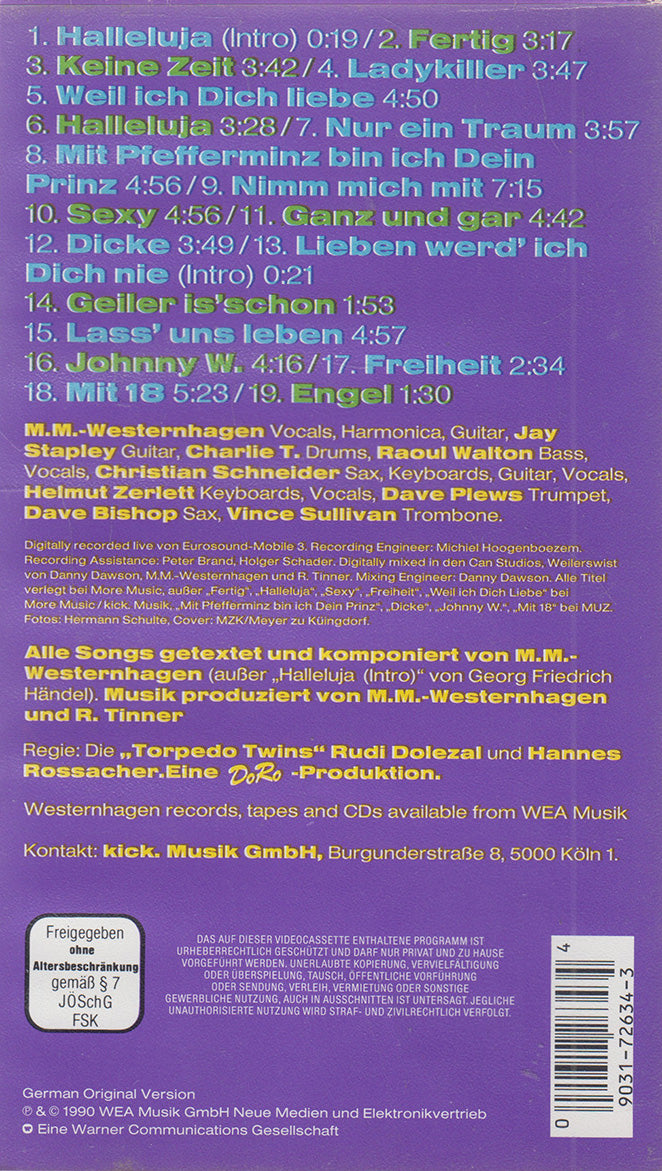 1. Halleluja (Intro) 0:19 / 2. Fertig 3:17
3. Keine Zeit 3:42 / 4. Ladykiller 3:47
5. Weil ich Dich liebe 4:50
6. Halleluja 3:28 / 7. Nur ein Traum 3:57
8. Mit Pfefferminz bin ich Dein
Prinz 4:56 / 9. Nimm mich mit 7:15
10. Sexy 4:56 / 11. Ganz und gar 4:42
12. Dicke 3:49 / 13. Lieben werd' ich
Dich nie (Intro) 0:21
14. Geiler is'schon 1:53
15. Lass' uns leben 4:57
16. Johnny W. 4:16 / 17. Freiheit 2:34
18. Mit 18 5:23 / 19. Engel 1:30
M.M.-Westernhagen Vocals, Harmonica, Guitar, Jay
Stapley Guitar, Charlie T. Drums, Raoul Walton Bass,
Vocals, Christian Schneider Sax, Keyboards, Guitar, Vocals,
Helmut Zerlett Keyboards, Vocals, Dave Plews Trumpet,
Dave Bishop Sax, Vince Sullivan Trombone.
Digitally recorded live von Eurosound-Mobile 3. Recording Engineer: Michiel Hoogenboezem.
Recording Assistance: Peter Brand, Holger Schader. Digitally mixed in den Can Studios, Weilerswist
von Danny Dawson, M.M.-Westernhagen und R. Tinner. Mixing Engineer: Danny Dawson. Alle Titel
verlegt bei More Music, außer „Fertig“, „Halleluja“, „Sexy“, „Freiheit“, „Weil ich Dich Liebe“ bei
More Music / kick. Musik, „Mit Pfefferminz bin ich Dein Prinz“, „Dicke“, „Johnny W.“, „Mit 18“ bei MUZ.
Fotos: Hermann Schulte, Cover: MZK/Meyer zu Küingdorf.
Alle Songs getextet und komponiert von M.M.-
Westernhagen (außer „Halleluja (Intro)“ von Georg Friedrich
Händel). Musik produziert von M.M.-Westernhagen
und R. Tinner
Regie: Die „Torpedo Twins“ Rudi Dolezal und Hannes
Rossacher.Eine DoRo -Produktion.
Westernhagen records, tapes and CDs available from WEA Musik
Kontakt: kick. Musik GmbH, Burgunderstraße 8, 5000 Köln 1.
Freigegeben
ohne
Altersbeschränkung
gemäß § 7
JÖSchG
FSK
DAS AUF DIESER VIDEOCASSETTE ENTHALTENE PROGRAMM IST
URHEBERRECHTLICH GESCHÜTZT UND DARF NUR PRIVAT UND ZU HAUSE
VORGEFÜHRT WERDEN. UNERLAUBTE KOPIERUNG, VERVIELFÄLTIGUNG
ODER ÜBERSPIELUNG, TAUSCH, ÖFFENTLICHE VORFÜHRUNG
ODER SENDUNG, VERLEIH, VERMIETUNG ODER SONSTIGE
GEWERBLICHE NUTZUNG, AUCH IN AUSSCHNITTEN IST UNTERSAGT. JEGLICHE
UNAUTHORISIERTE NUTZUNG WIRD STRAF- UND ZIVILRECHTLICH VERFOLGT.
0 9031-72634-3 4
German Original Version
℗ & © 1990 WEA Musik GmbH Neue Medien und Elektronikvertrieb
Eine Warner Communications Gesellschaft